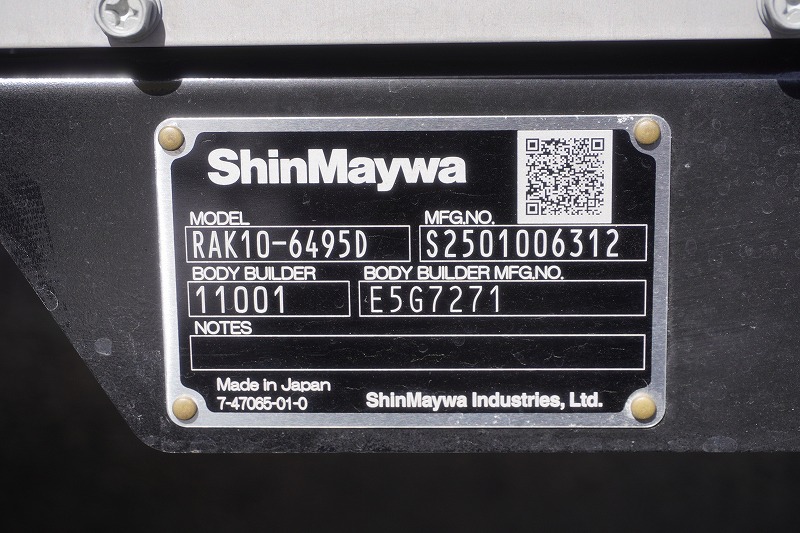 ShinMaywa
MODEL MFG.NO.
RAK10-6495D S2501006312
BODY BUILDER BODY BUILDER MFG.NO.
11001 E5G7271
NOTES
Made in Japan
7-47065-01-0 ShinMaywa Industries, Ltd.